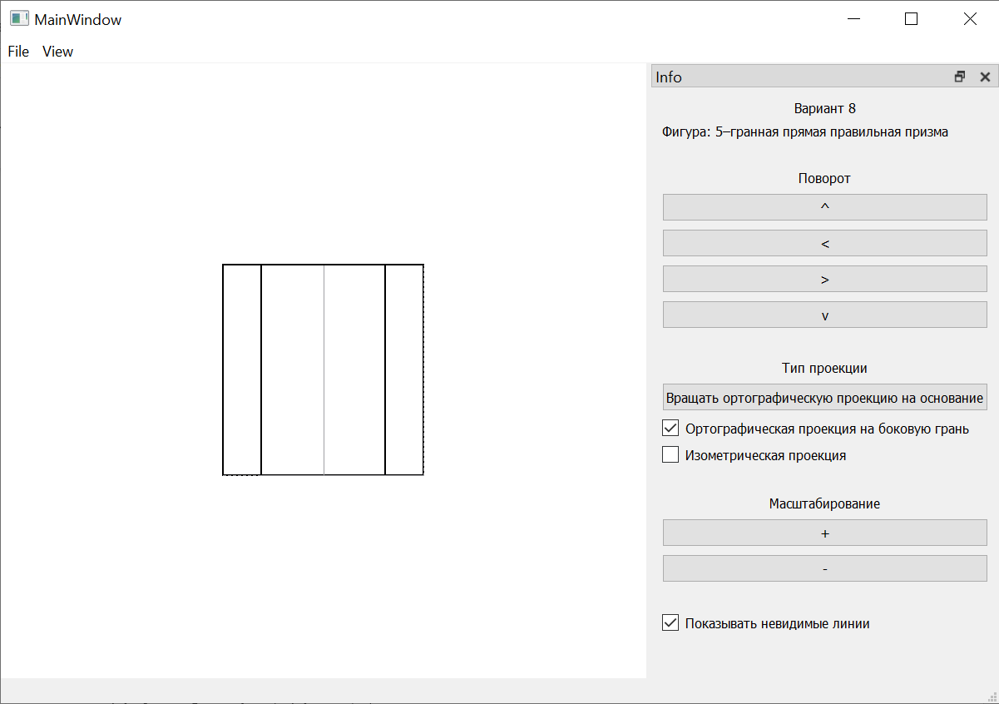 MainWindow
File View
Info
Вариант 8
Фигура: 5–гранная прямая правильная призма
Поворот
^
<
>
v
Тип проекции
Вращать ортографическую проекцию на основание
Ортографическая проекция на боковую грань
Изометрическая проекция
Масштабирование
+
-
Показывать невидимые линии